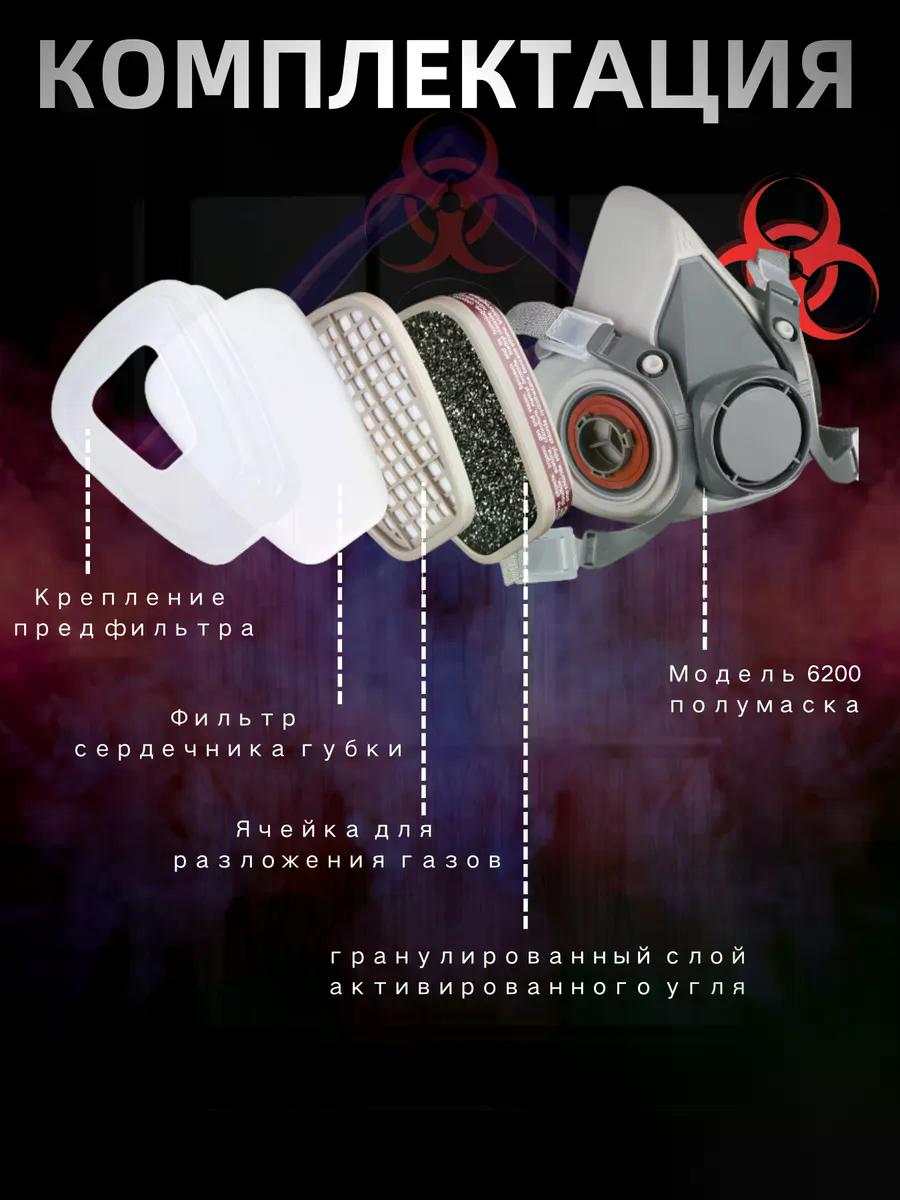 КОМПЛЕКТАЦИЯ
Крепление
предфильтра
Модель 6200
полумаска
Фильтр
сердечника губки
Ячейка для
разложения газов
гранулированный слой
активированного угля